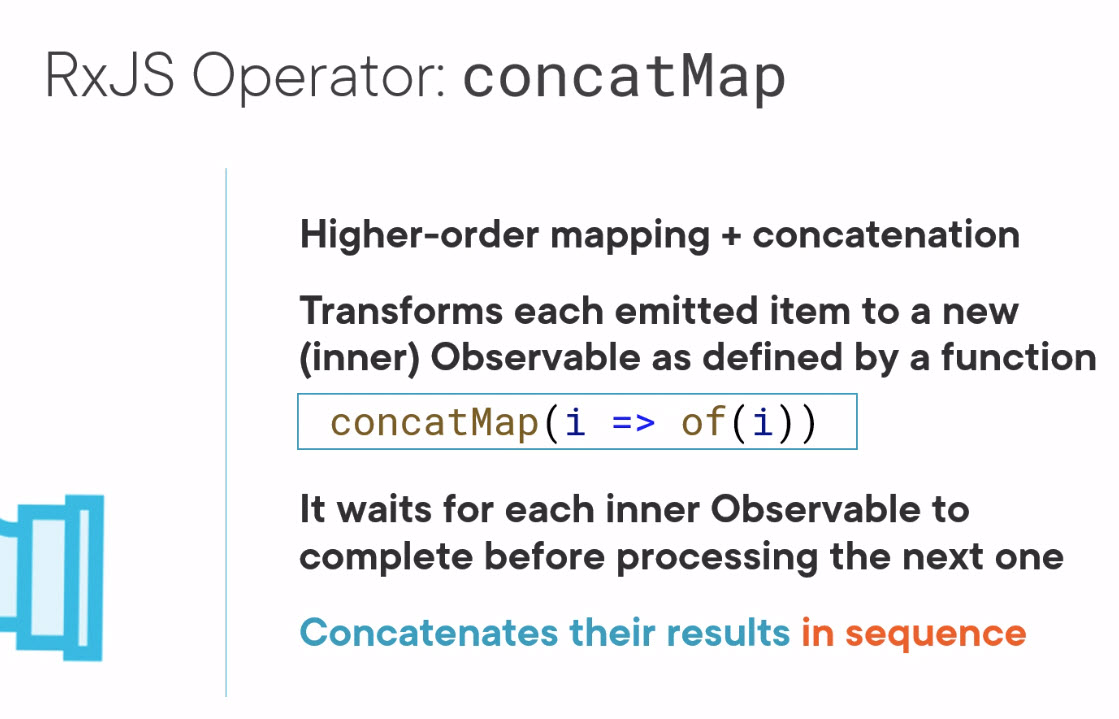 RxJS Operator: concatMap
Higher-order mapping + concatenation
Transforms each emitted item to a new
(inner) Observable as defined by a function
concatMap(i => of(i))
It waits for each inner Observable to
complete before processing the next one
Concatenates their results in sequence